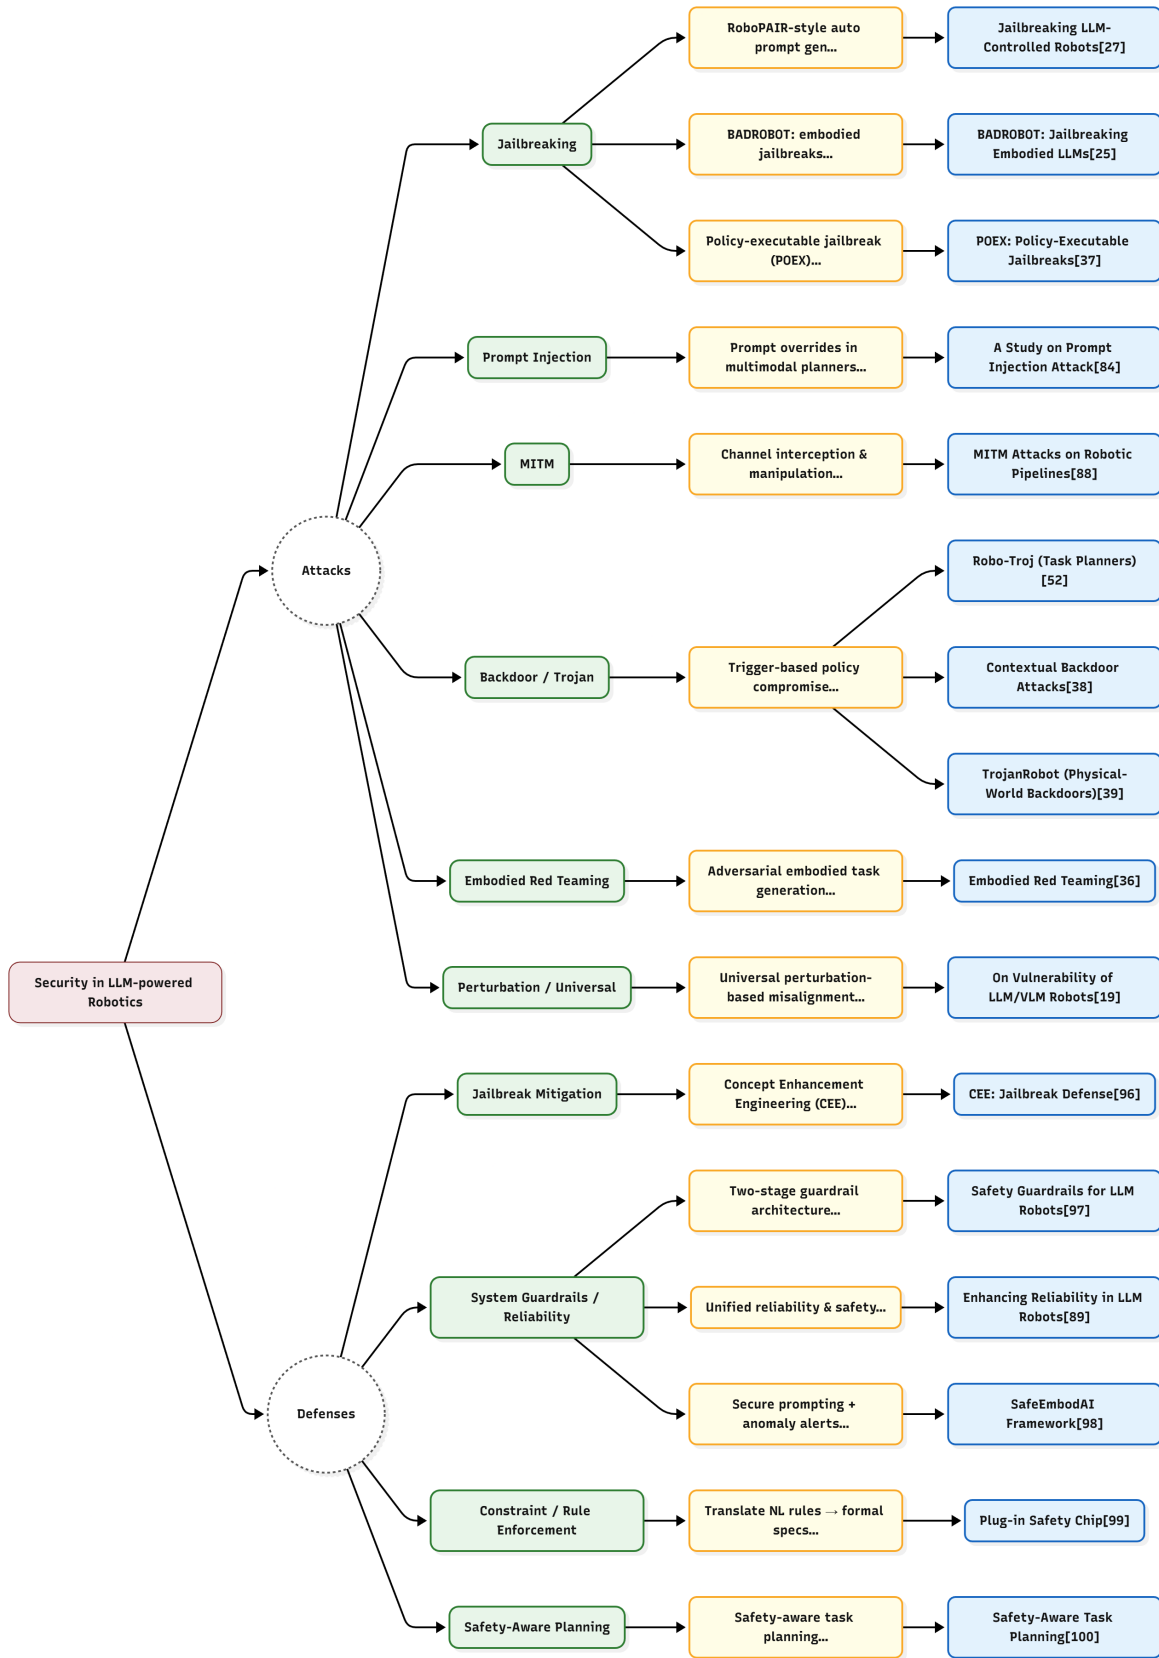 RoboPAIR-style auto
prompt gen...
Jailbreaking LLM-
Controlled Robots[27]
Jailbreaking
BADROBOT: embodied
jailbreaks...
BADROBOT: Jailbreaking
Embodied LLMs[25]
Policy-executable jailbreak
(POEX)...
POEX: Policy-Executable
Jailbreaks[37]
Prompt Injection
Prompt overrides in
multimodal planners...
A Study on Prompt
Injection Attack[84]
MITM
Channel interception &
manipulation...
MITM Attacks on Robotic
Pipelines[88]
Attacks
Robo-Troj (Task Planners)
[52]
Backdoor / Trojan
Trigger-based policy
compromise...
Contextual Backdoor
Attacks[38]
TrojanRobot (Physical-
World Backdoors)[39]
Embodied Red Teaming
Adversarial embodied task
generation...
Embodied Red Teaming[36]
Security in LLM-powered
Robotics
Perturbation / Universal
Universal perturbation-
based misalignment...
On Vulnerability of
LLM/VLM Robots[19]
Jailbreak Mitigation
Concept Enhancement
Engineering (CEE)...
CEE: Jailbreak Defense[96]
Two-stage guardrail
architecture...
Safety Guardrails for LLM
Robots[97]
System Guardrails /
Reliability
Unified reliability & safety...
Enhancing Reliability in LLM
Robots[89]
Defenses
Secure prompting +
anomaly alerts...
SafeEmbodAI
Framework[98]
Constraint / Rule
Enforcement
Translate NL rules → formal
specs...
Plug-in Safety Chip[99]
Safety-Aware Planning
Safety-aware task
planning...
Safety-Aware Task
Planning[100]